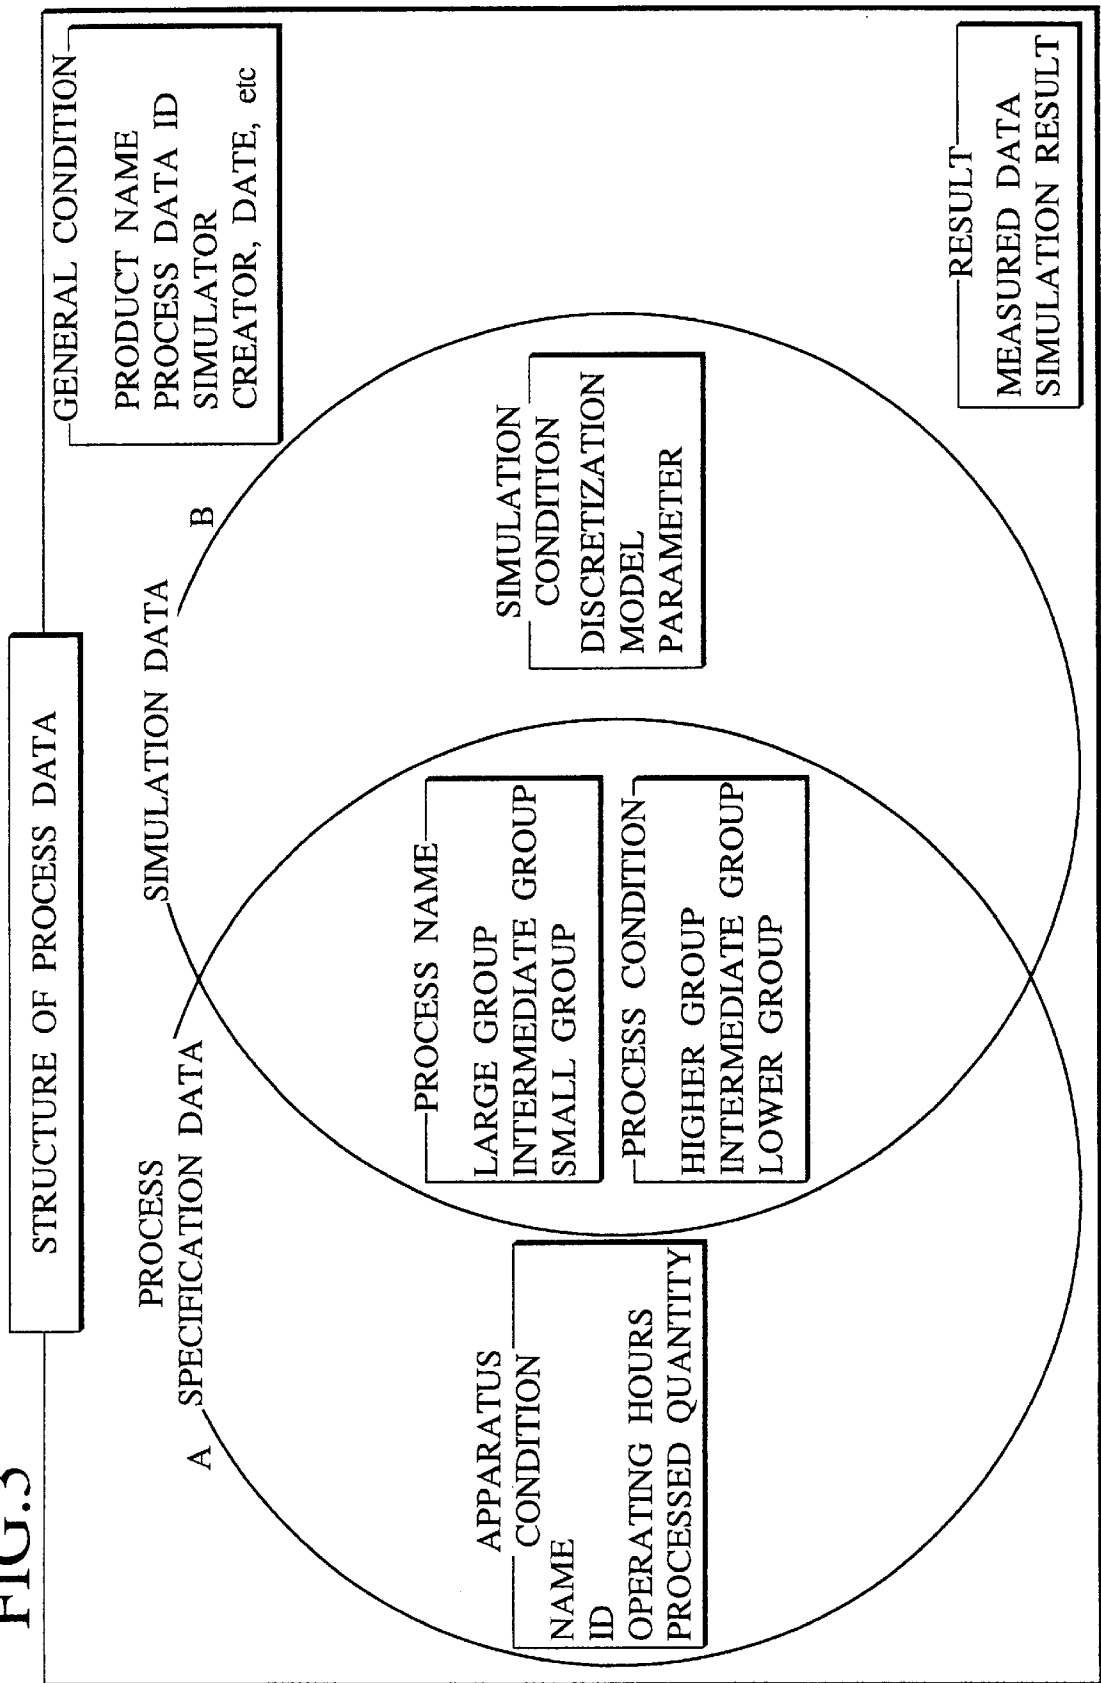 FIG.3
STRUCTURE OF PROCESS DATA
GENERAL CONDITION
PRODUCT NAME
PROCESS DATA ID
SIMULATOR
CREATOR, DATE, etc
PROCESS
SPECIFICATION DATA
A
SIMULATION DATA
B
APPARATUS
CONDITION
NAME
ID
OPERATING HOURS
PROCESSED QUANTITY
PROCESS NAME
LARGE GROUP
INTERMEDIATE GROUP
SMALL GROUP
PROCESS CONDITION
HIGHER GROUP
INTERMEDIATE GROUP
LOWER GROUP
SIMULATION
CONDITION
DISCRETIZATION
MODEL
PARAMETER
RESULT
MEASURED DATA
SIMULATION RESULT